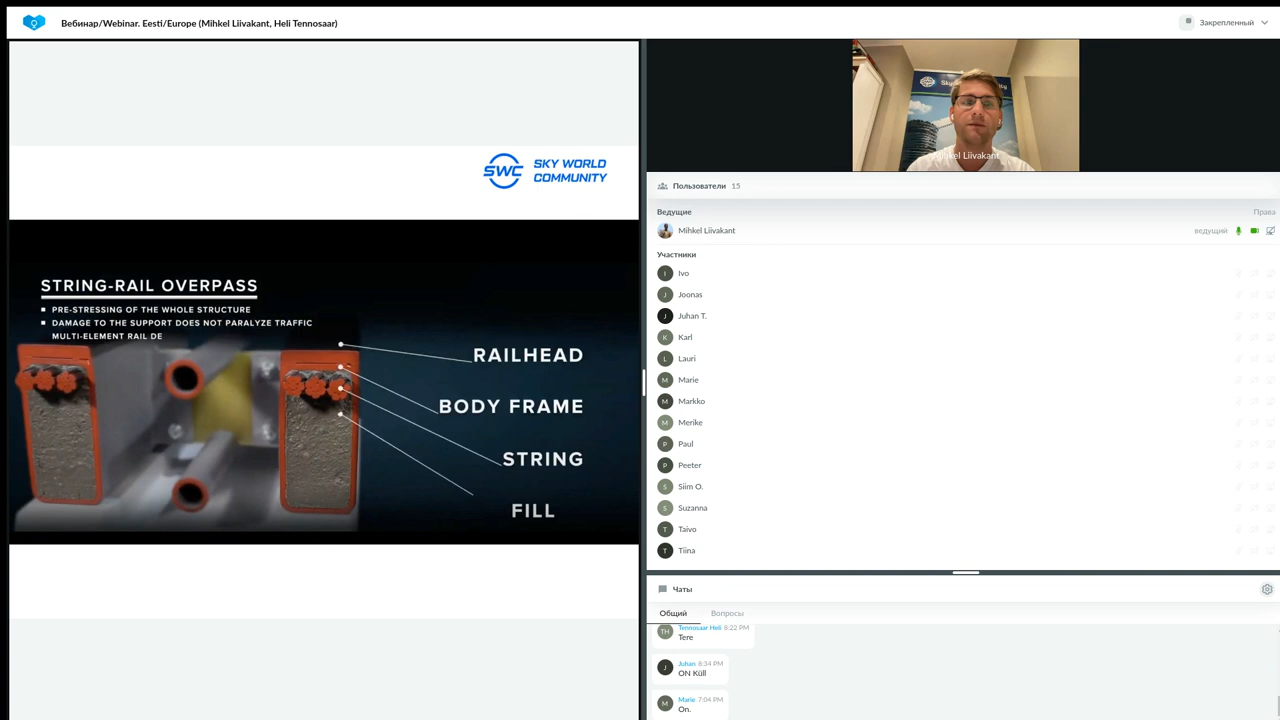 Вебинар/Webinar. Eesti/Europe (Mihkel Liivakant, Heli Tennosaar)
Закрепленный
SWC SKY WORLD
COMMUNITY
STRING-RAIL OVERPASS
PRE-STRESSING OF THE WHOLE STRUCTURE
DAMAGE TO THE SUPPORT DOES NOT PARALYZE TRAFFIC
MULTI-ELEMENT RAIL DE
RAILHEAD
BODY FRAME
STRING
FILL
Mihkel Liivakant
Пользователи 15
Ведущие Права
Mihkel Liivakant ведущий
Участники
I Ivo
J Joonas
J Juhan T.
K Karl
L Lauri
M Marie
M Markko
M Merike
P Paul
P Peeter
S Siim O.
S Suzanna
T Taivo
T Tiina
Чаты
Общий Вопросы
TH Tennosaar Heli 8:22 PM
Tere
J Juhan 8:34 PM
ON Küll
M Marie 7:04 PM
On.